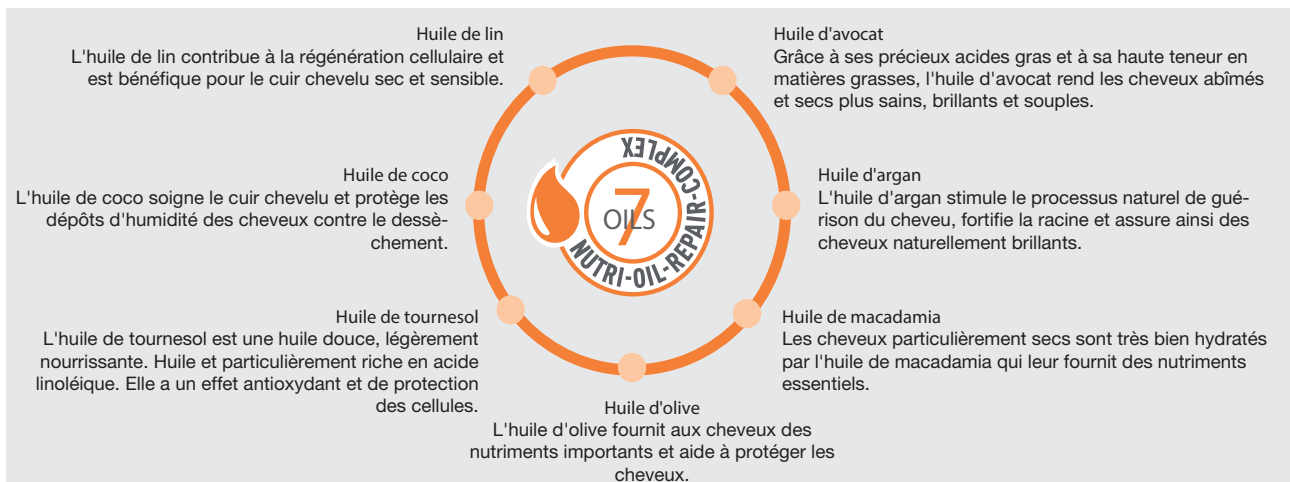 Huile de lin
L'huile de lin contribue à la régénération cellulaire et
est bénéfique pour le cuir chevelu sec et sensible.
Huile d'avocat
Grâce à ses précieux acides gras et à sa haute teneur en
matières grasses, l'huile d'avocat rend les cheveux abîmés
et secs plus sains, brillants et souples.
Huile de coco
L'huile de coco soigne le cuir chevelu et protège les
dépôts d'humidité des cheveux contre le dessè-
chement.
NUTRI-OIL-REPAIR-COMPLEX
7
OILS
Huile d'argan
L'huile d'argan stimule le processus naturel de gué-
rison du cheveu, fortifie la racine et assure ainsi des
cheveux naturellement brillants.
Huile de tournesol
L'huile de tournesol est une huile douce, légèrement
nourrissante. Huile et particulièrement riche en acide
linoléique. Elle a un effet antioxydant et de protection
des cellules.
Huile de macadamia
Les cheveux particulièrement secs sont très bien hydratés
par l'huile de macadamia qui leur fournit des nutriments
essentiels.
Huile d'olive
L'huile d'olive fournit aux cheveux des
nutriments importants et aide à protéger les
cheveux.